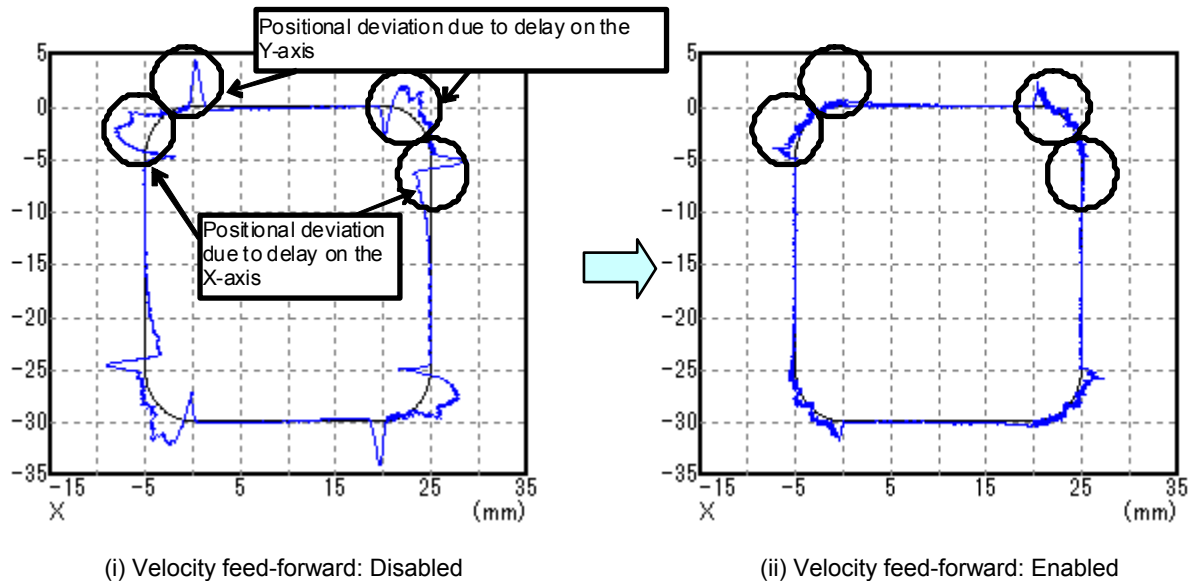 Positional deviation due to delay on the
Y-axis
5
0
-5
-10
-15
-20
-25
-30
-35
Positional deviation
due to delay on the
X-axis
-15
-5
5
15
25
35
X
(mm)
5
0
-5
-10
-15
-20
-25
-30
-35
-15
-5
5
15
25
35
X
(mm)
(i) Velocity feed-forward: Disabled
(ii) Velocity feed-forward: Enabled